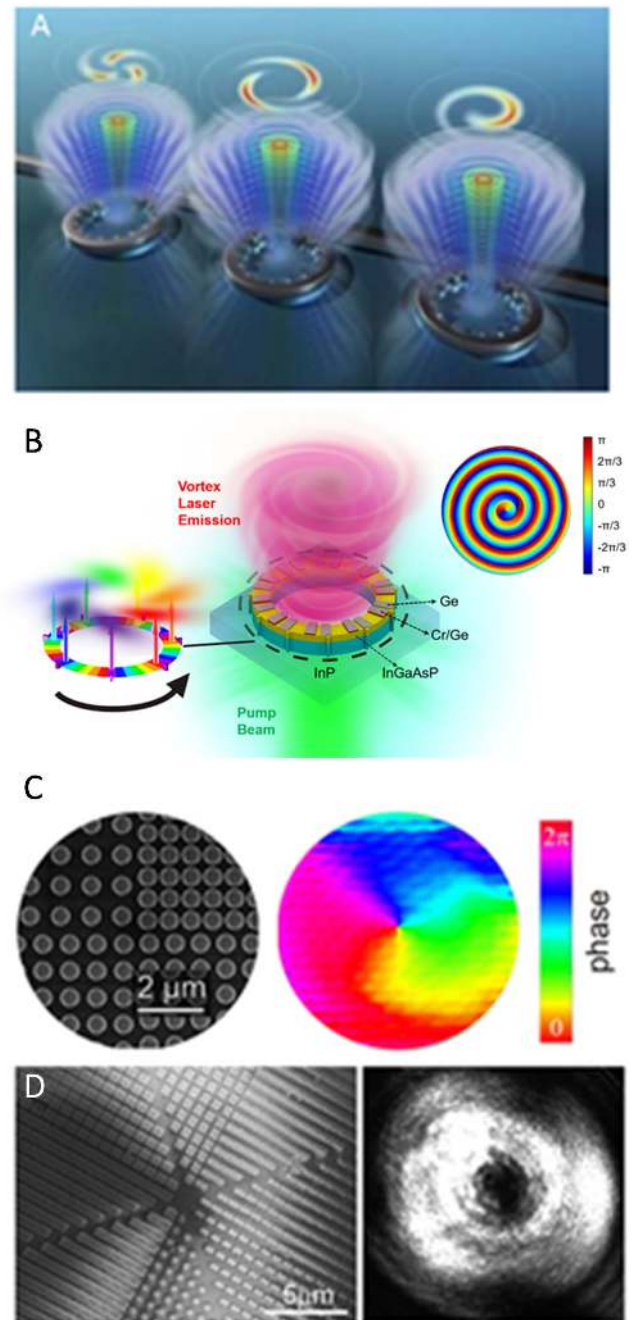 A
B
Vortex
Laser
Emission
π
2π/3
π/3
0
-π/3
-2π/3
-π
Ge
Cr/Ge
InGaAsP
InP
Pump
Beam
C
2 μm
2π
0
phase
D
5μm